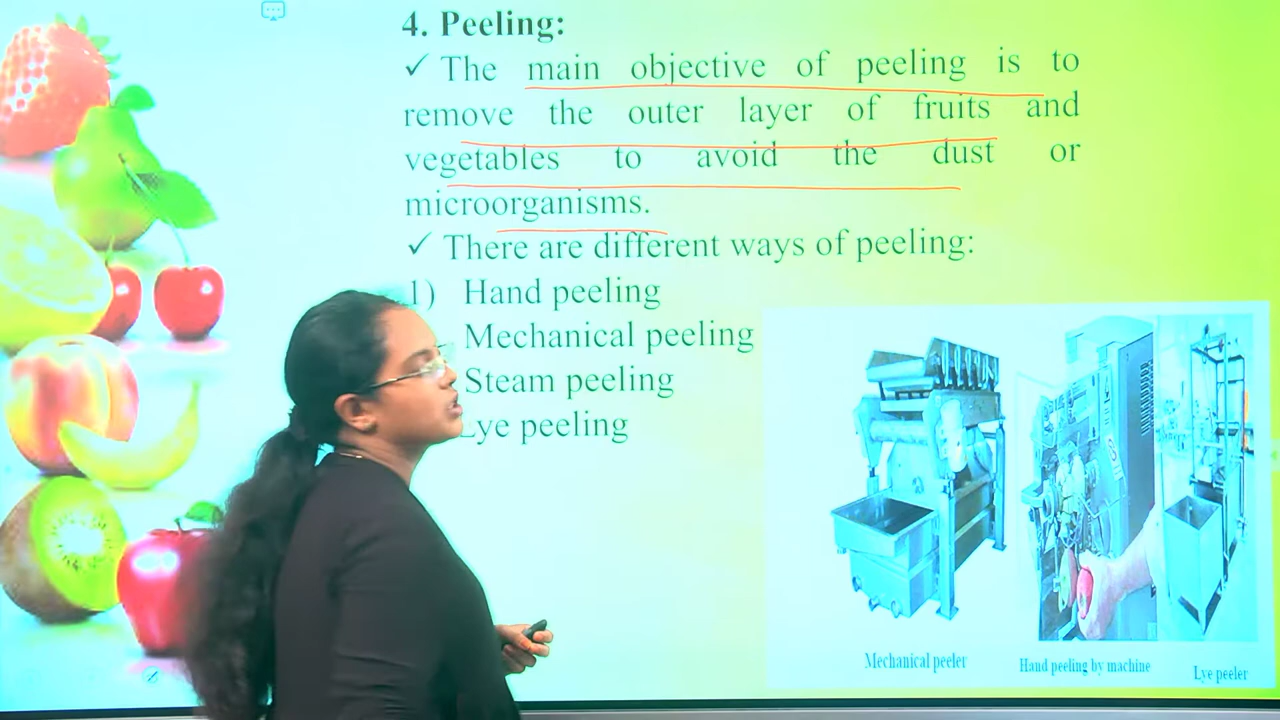 4. Peeling:
✓ The main objective of peeling is to
remove the outer layer of fruits and
vegetables to avoid the dust or
microorganisms.
✓ There are different ways of peeling:
1) Hand peeling
Mechanical peeling
Steam peeling
Lye peeling
Mechanical peeler
Hand peeling by machine
Lye peeler